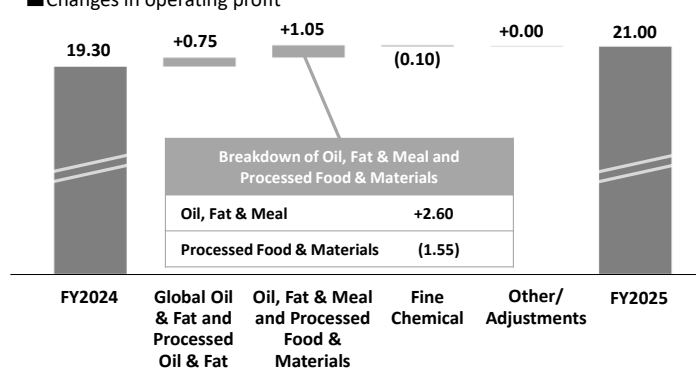 ■Changes in operating profit
19.30
+0.75
+1.05
(0.10)
+0.00
21.00
Breakdown of Oil, Fat & Meal and
Processed Food & Materials
Oil, Fat & Meal +2.60
Processed Food & Materials (1.55)
FY2024
Global Oil
& Fat and
Processed
Oil & Fat
Oil, Fat & Meal
and Processed
Food &
Materials
Fine
Chemical
Other/
Adjustments
FY2025